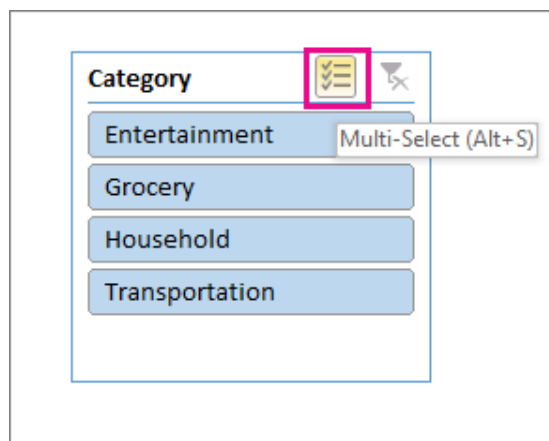 Category
Entertainment
Multi-Select (Alt+S)
Grocery
Household
Transportation